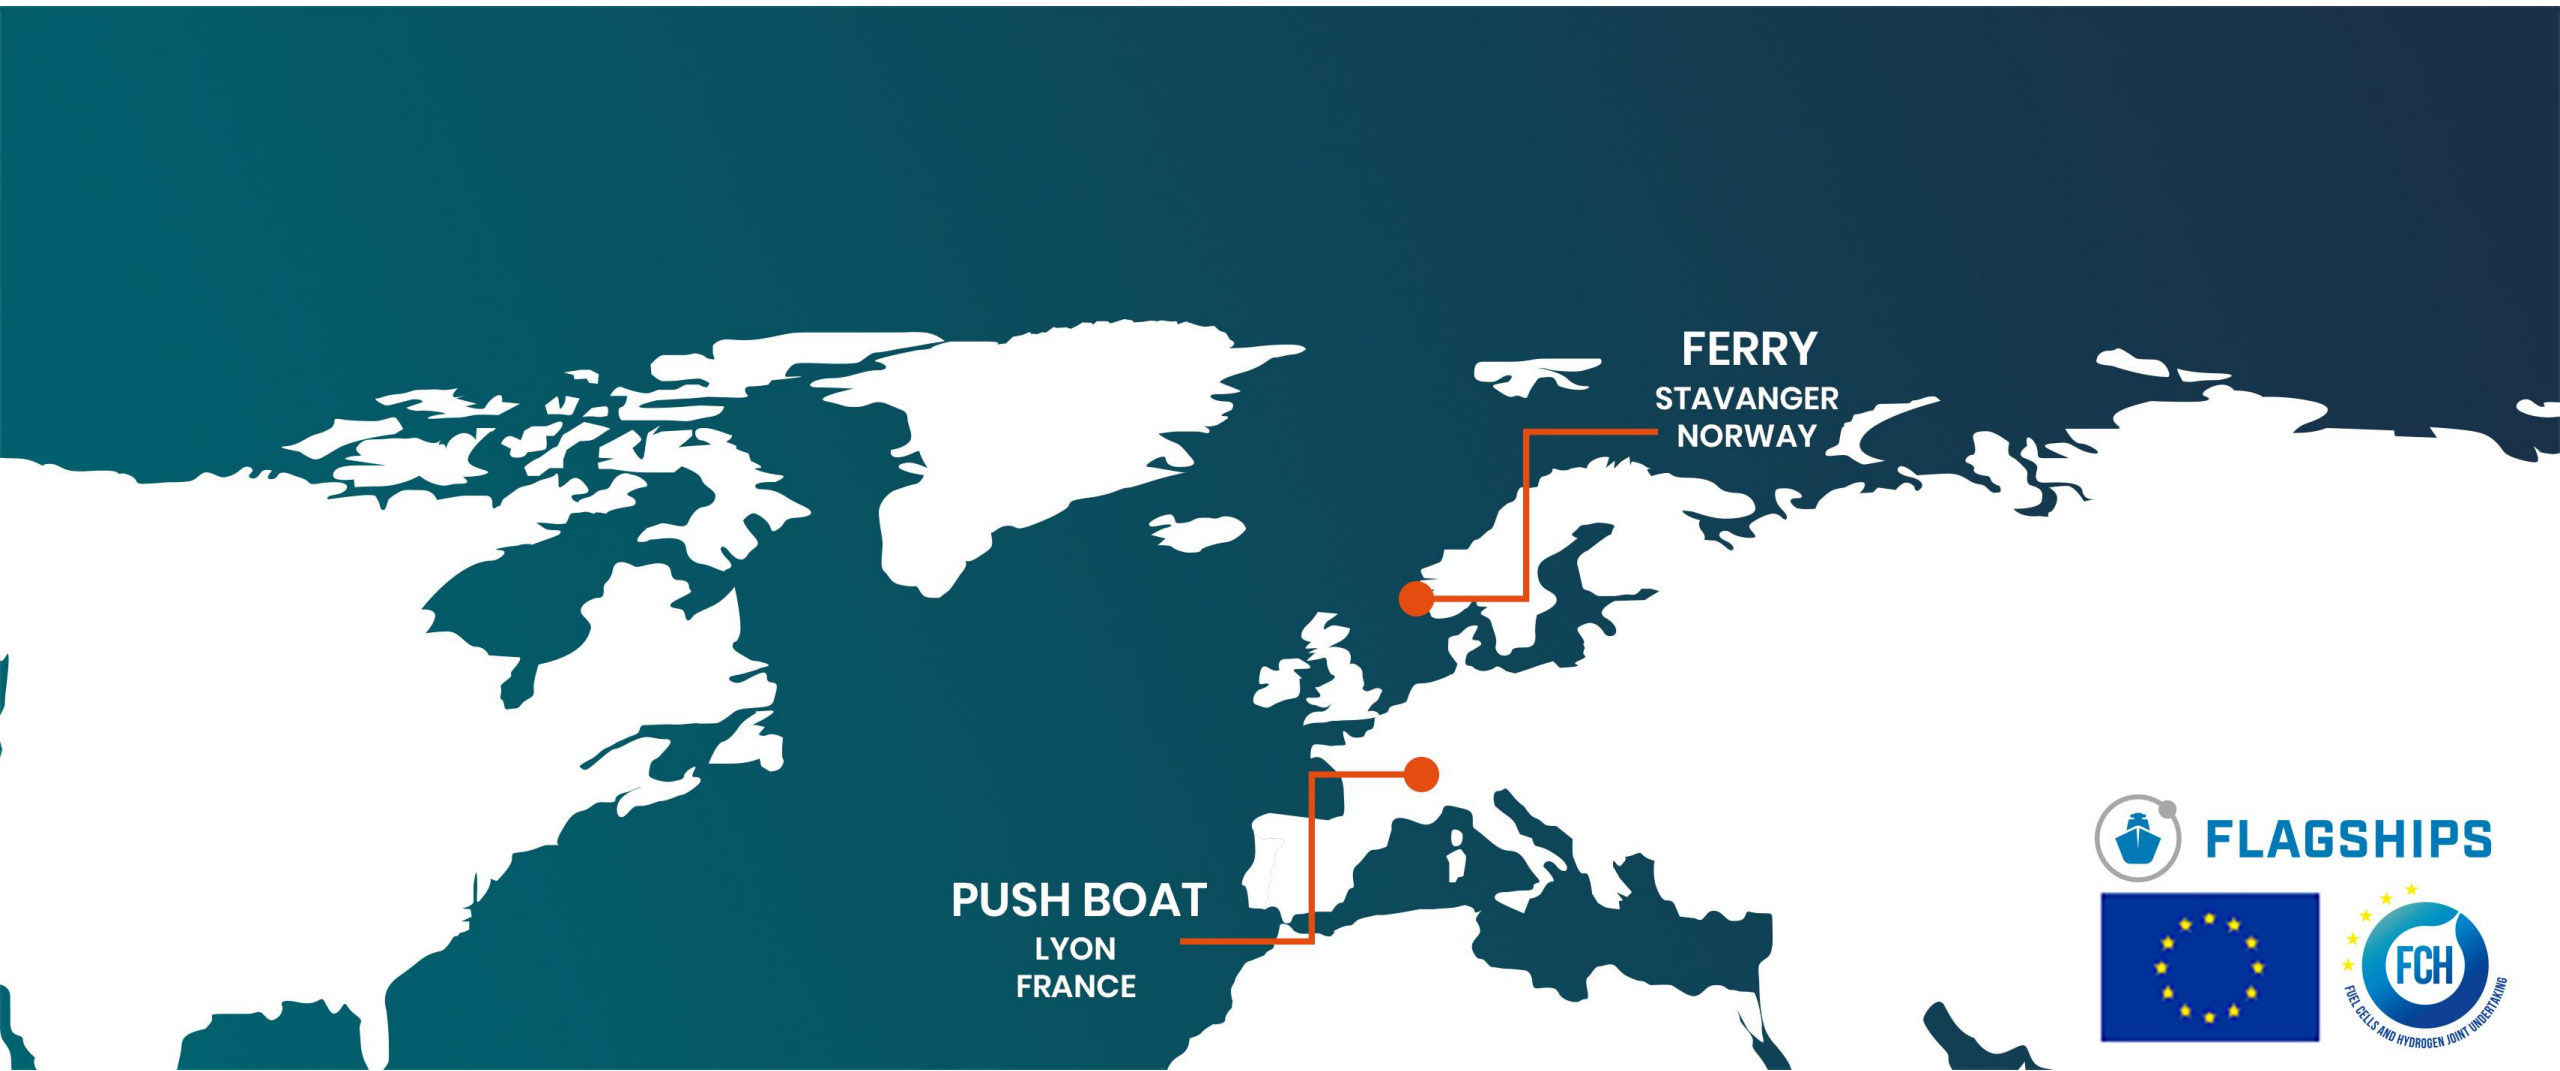 FERRY
STAVANGER
NORWAY
PUSH BOAT
LYON
FRANCE
FLAGSHIPS
FCH
FUEL CELLS AND HYDROGEN JOINT UNDERTAKING